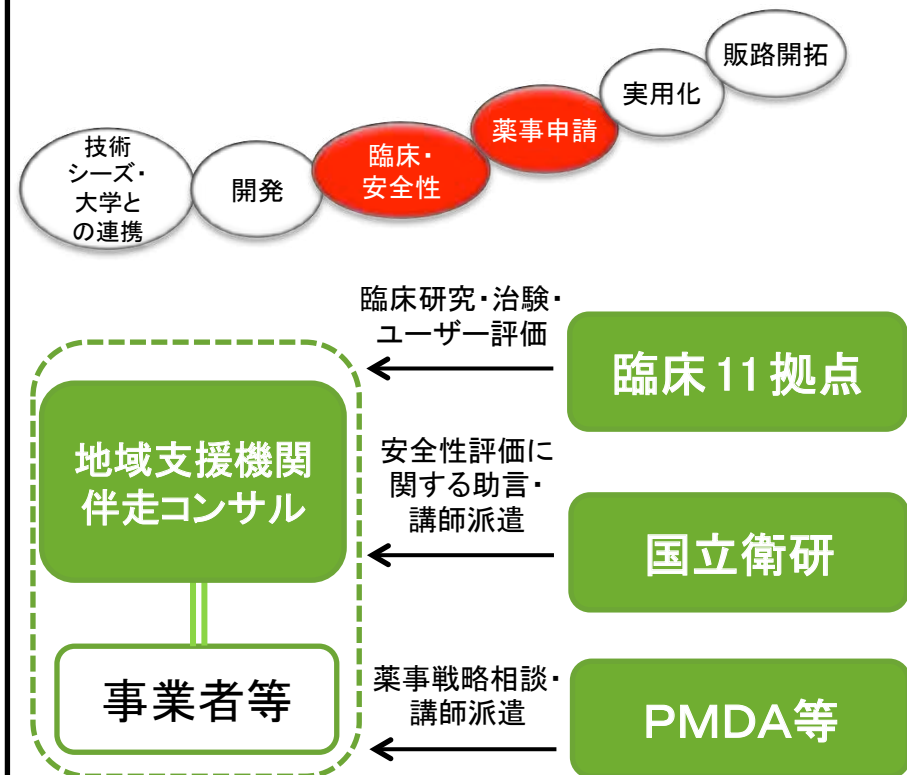 技術
シーズ・
大学と
の連携
開発
臨床・
安全性
薬事申請
実用化
販路開拓
臨床研究・治験・
ユーザー評価
臨床11拠点
地域支援機関
伴走コンサル
安全性評価に
関する助言・
講師派遣
国立衛研
事業者等
薬事戦略相談・
講師派遣
PMDA等